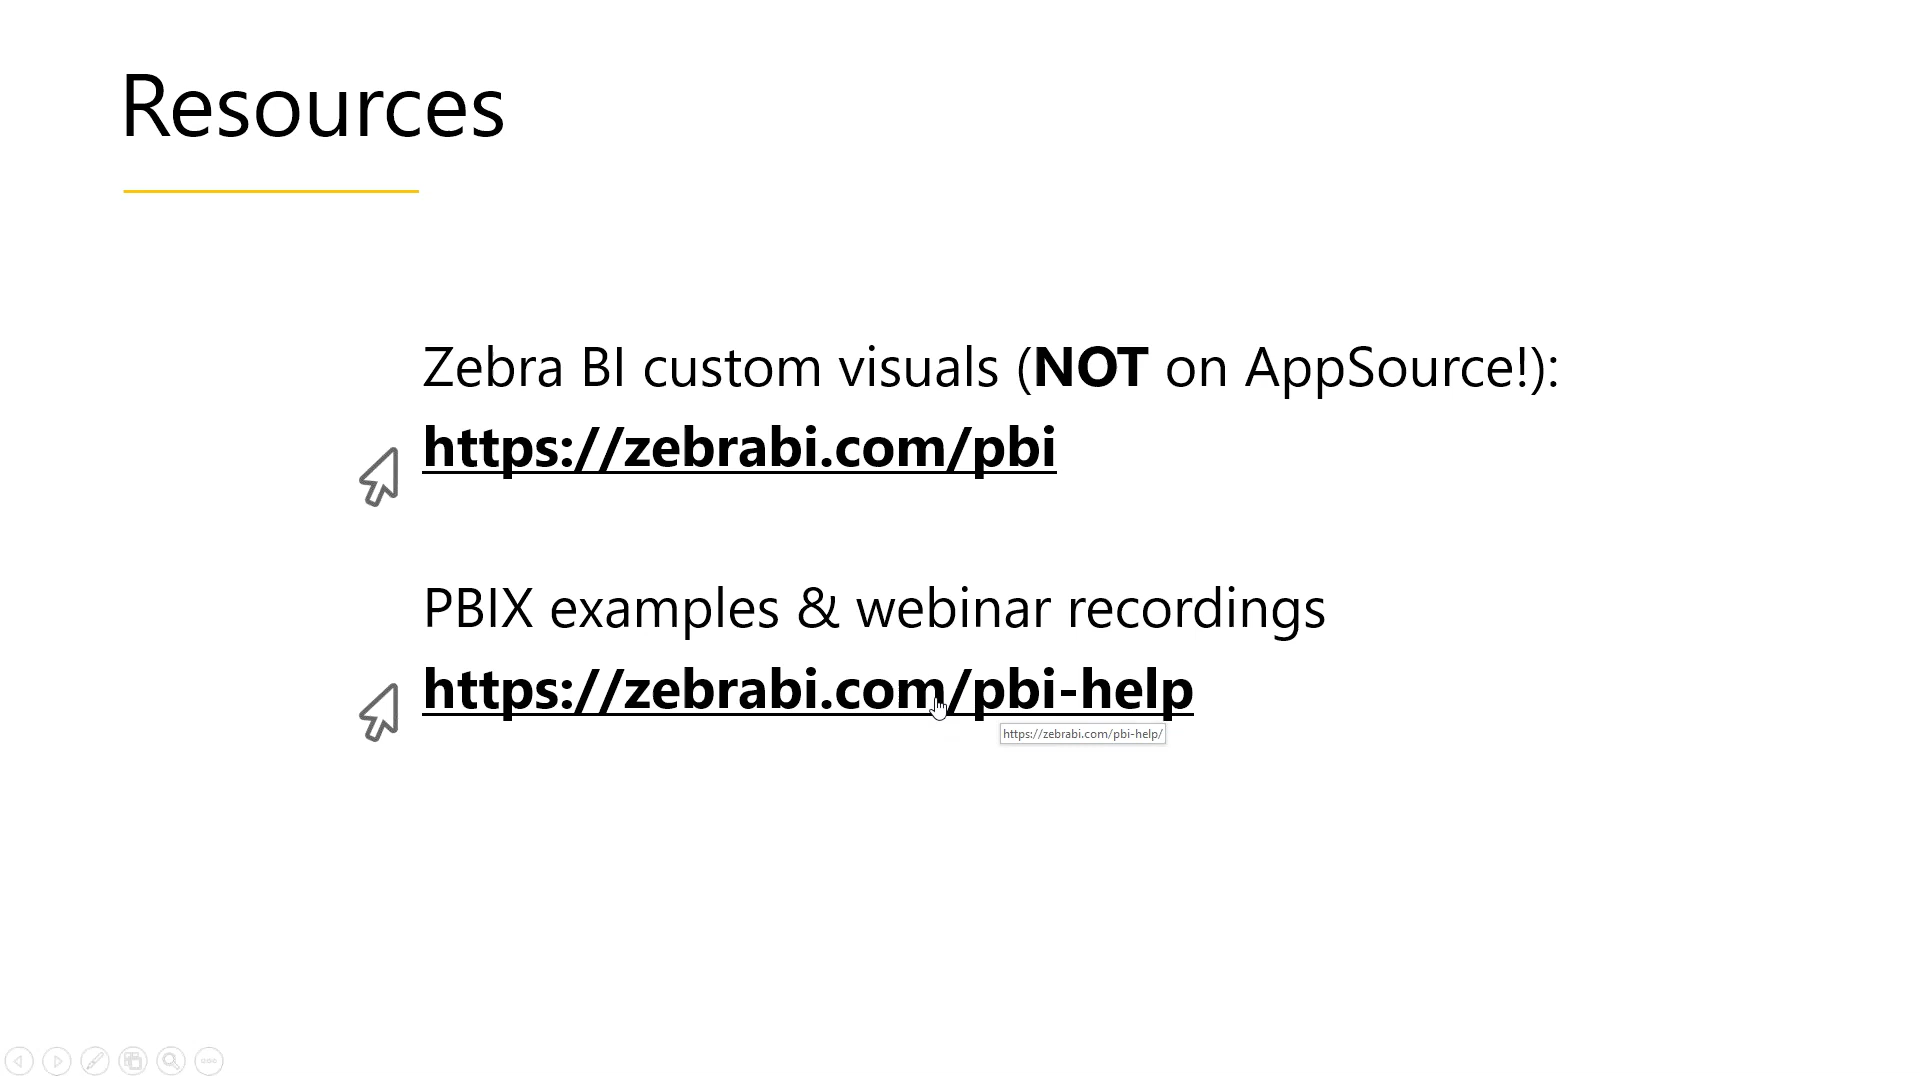 Resources
Zebra BI custom visuals (NOT on AppSource!):
https://zebrabi.com/pbi
PBIX examples & webinar recordings
https://zebrabi.com/pbi-help
https://zebrabi.com/pbi-help/